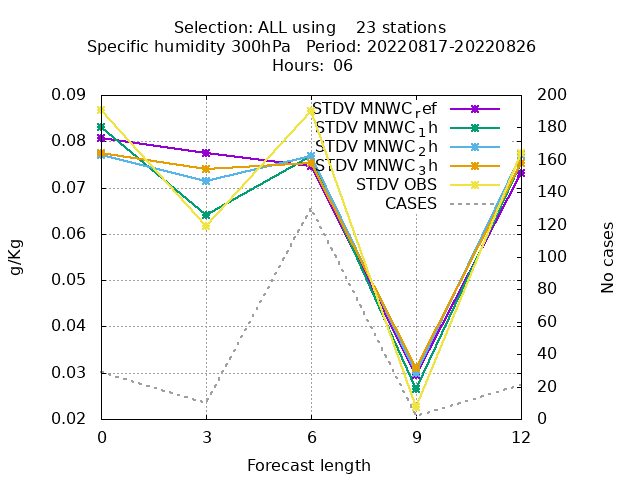 Selection: ALL using    23 stations
Specific humidity 300hPa   Period: 20220817-20220826
Hours:  06
0.09
0.08
0.07
0.06
0.05
0.04
0.03
0.02
g/Kg
STDV MNWC_ref
STDV MNWC_1h
STDV MNWC_2h
STDV MNWC_3h
STDV OBS
CASES
200
180
160
140
120
100
80
60
40
20
0
No cases
0 3 6 9 12
Forecast length